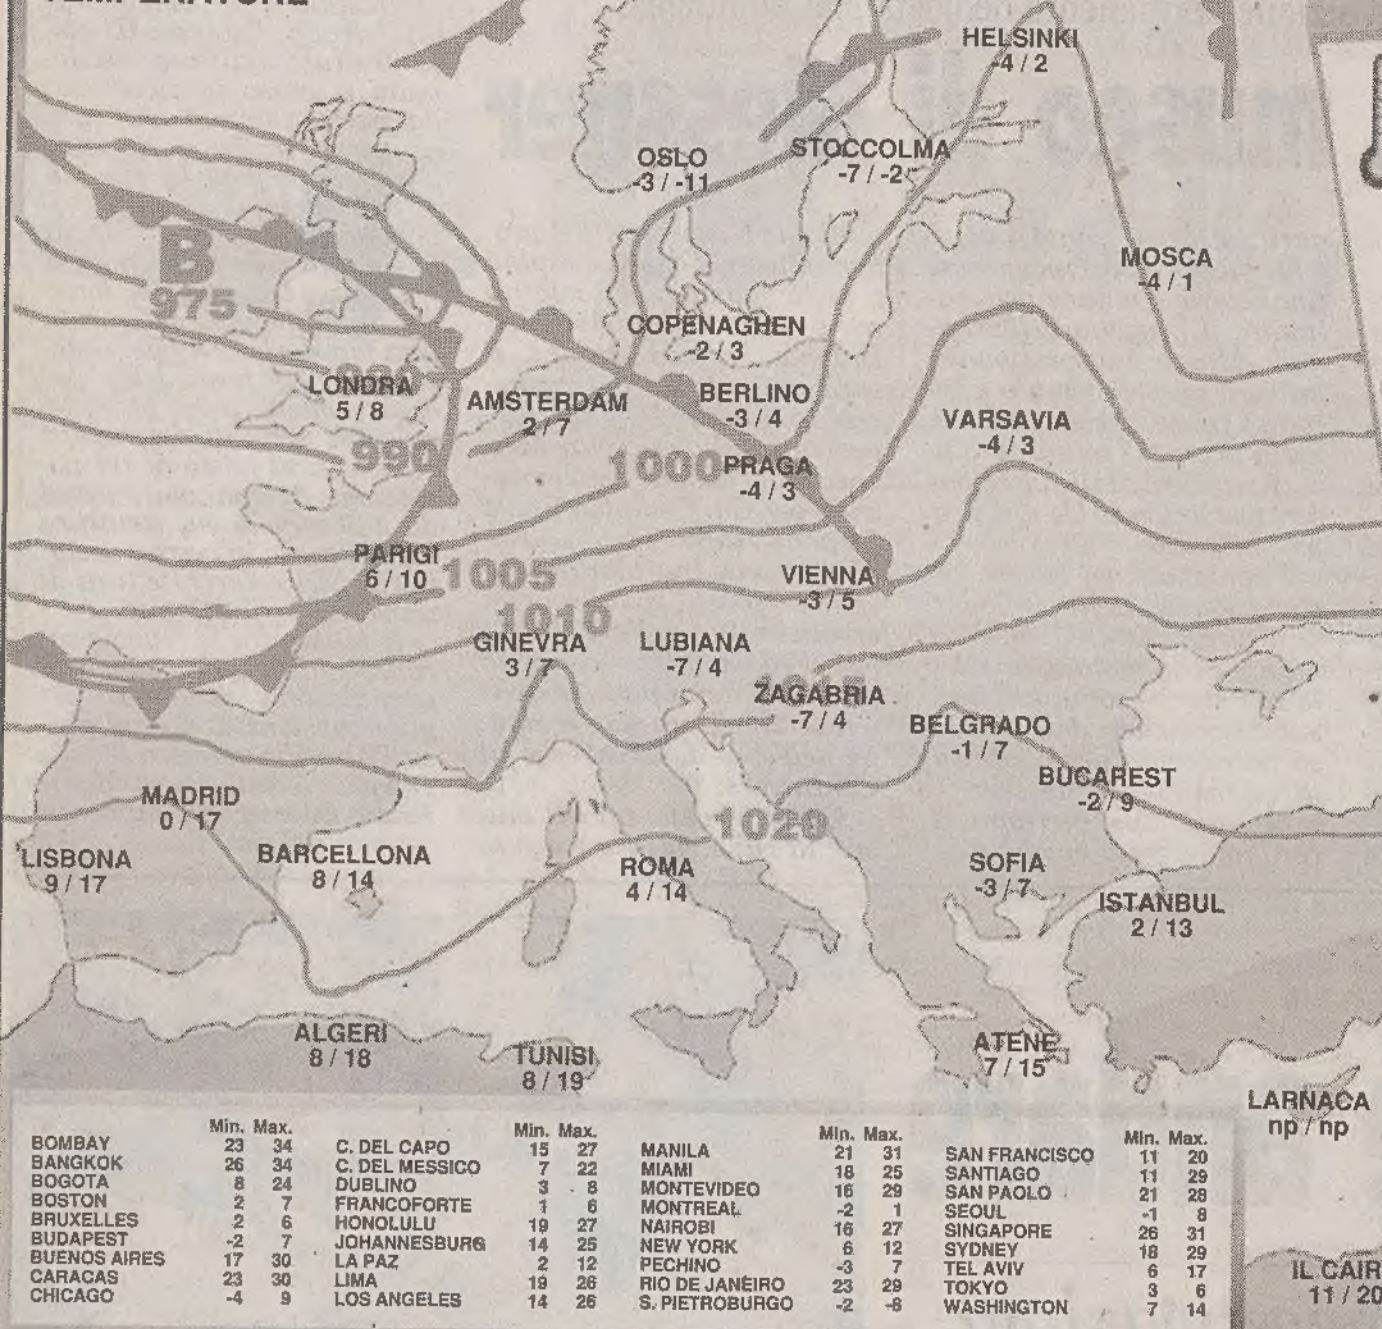 TEMPERATURE
HELSINKI
-4 / 2
OSLO
-3 / -11
STOCCOLMA
-7 / -2
MOSCA
-4 / 1
B
975
COPENAGHEN
-2 / 3
LONDRA
5 / 8
AMSTERDAM
2 / 7
BERLINO
-3 / 4
VARSAVIA
-4 / 3
990
1000
PRAGA
-4 / 3
PARIGI
6 / 10
1005
VIENNA
-3 / 5
1010
GINEVRA
3 / 7
LUBIANA
-7 / 4
1015
ZAGABRIA
-7 / 4
BELGRADO
-1 / 7
BUCAREST
-2 / 9
MADRID
0 / 17
1020
LISBONA
9 / 17
BARCELLONA
8 / 14
ROMA
4 / 14
SOFIA
-3 / 7
ISTANBUL
2 / 13
ALGERI
8 / 18
TUNISI
8 / 19
ATENE
7 / 15
LARNACA
np / np
Min. Max.
BOMBAY 23 34
BANGKOK 26 34
BOGOTA 8 24
BOSTON 2 7
BRUXELLES 2 6
BUDAPEST -2 7
BUENOS AIRES 17 30
CARACAS 23 30
CHICAGO -4 9
Min. Max.
C. DEL CAPO 15 27
C. DEL MESSICO 7 22
DUBLINO 3 8
FRANCOFORTE 1 6
HONOLULU 19 27
JOHANNESBURG 14 25
LA PAZ 2 12
LIMA 19 26
LOS ANGELES 14 26
Min. Max.
MANILA 21 31
MIAMI 18 25
MONTEVIDEO 16 29
MONTREAL -2 1
NAIROBI 16 27
NEW YORK 6 12
PECHINO -3 7
RIO DE JANEIRO 23 29
S. PIETROBURGO -2 -8
Min. Max.
SAN FRANCISCO 11 20
SANTIAGO 11 29
SAN PAOLO 21 28
SEOUL -1 8
SINGAPORE 26 31
SYDNEY 18 29
TEL AVIV 6 17
TOKYO 3 6
WASHINGTON 7 14
IL CAIR
11 / 20